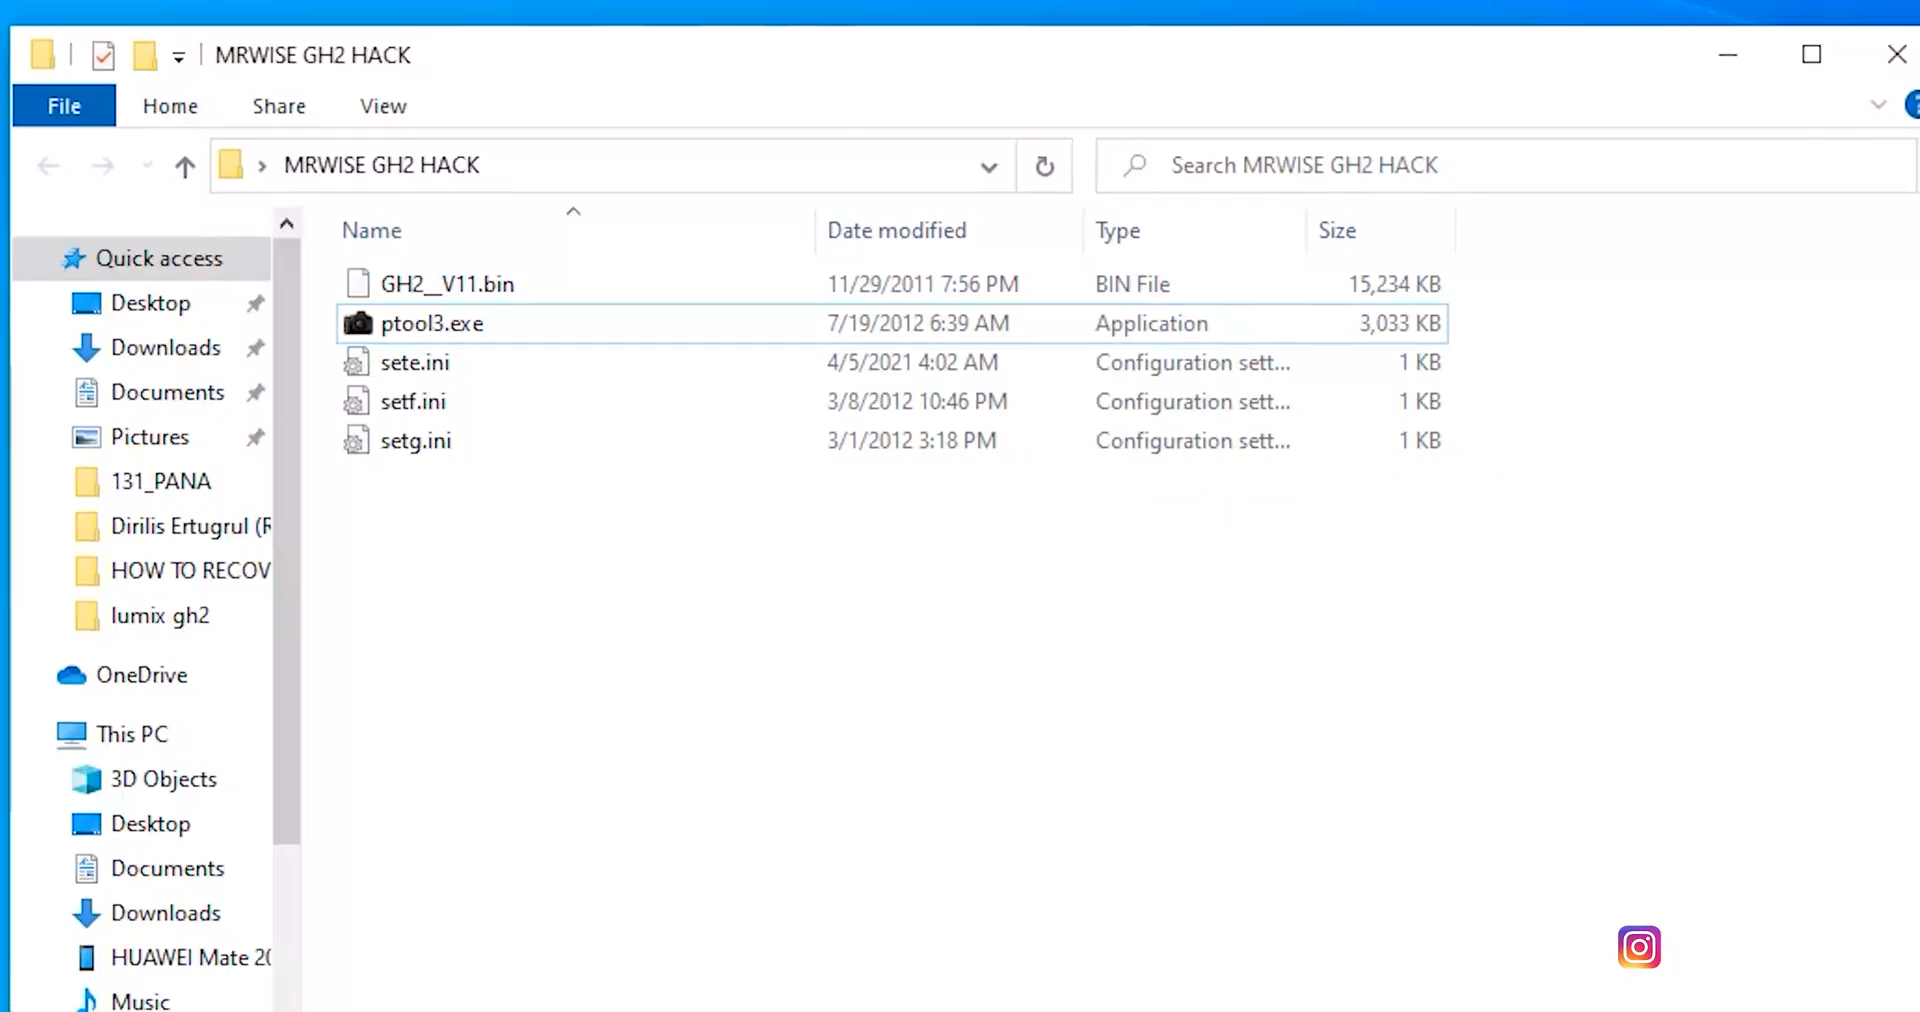 MRWISE GH2 HACK
File Home Share View
MRWISE GH2 HACK
Search MRWISE GH2 HACK
Name Date modified Type Size
GH2__V11.bin 11/29/2011 7:56 PM BIN File 15,234 KB
ptool3.exe 7/19/2012 6:39 AM Application 3,033 KB
sete.ini 4/5/2021 4:02 AM Configuration sett... 1 KB
setf.ini 3/8/2012 10:46 PM Configuration sett... 1 KB
setg.ini 3/1/2012 3:18 PM Configuration sett... 1 KB
Quick access
Desktop
Downloads
Documents
Pictures
131_PANA
Dirilis Ertugrul (R
HOW TO RECOV
lumix gh2
OneDrive
This PC
3D Objects
Desktop
Documents
Downloads
HUAWEI Mate 20
Music